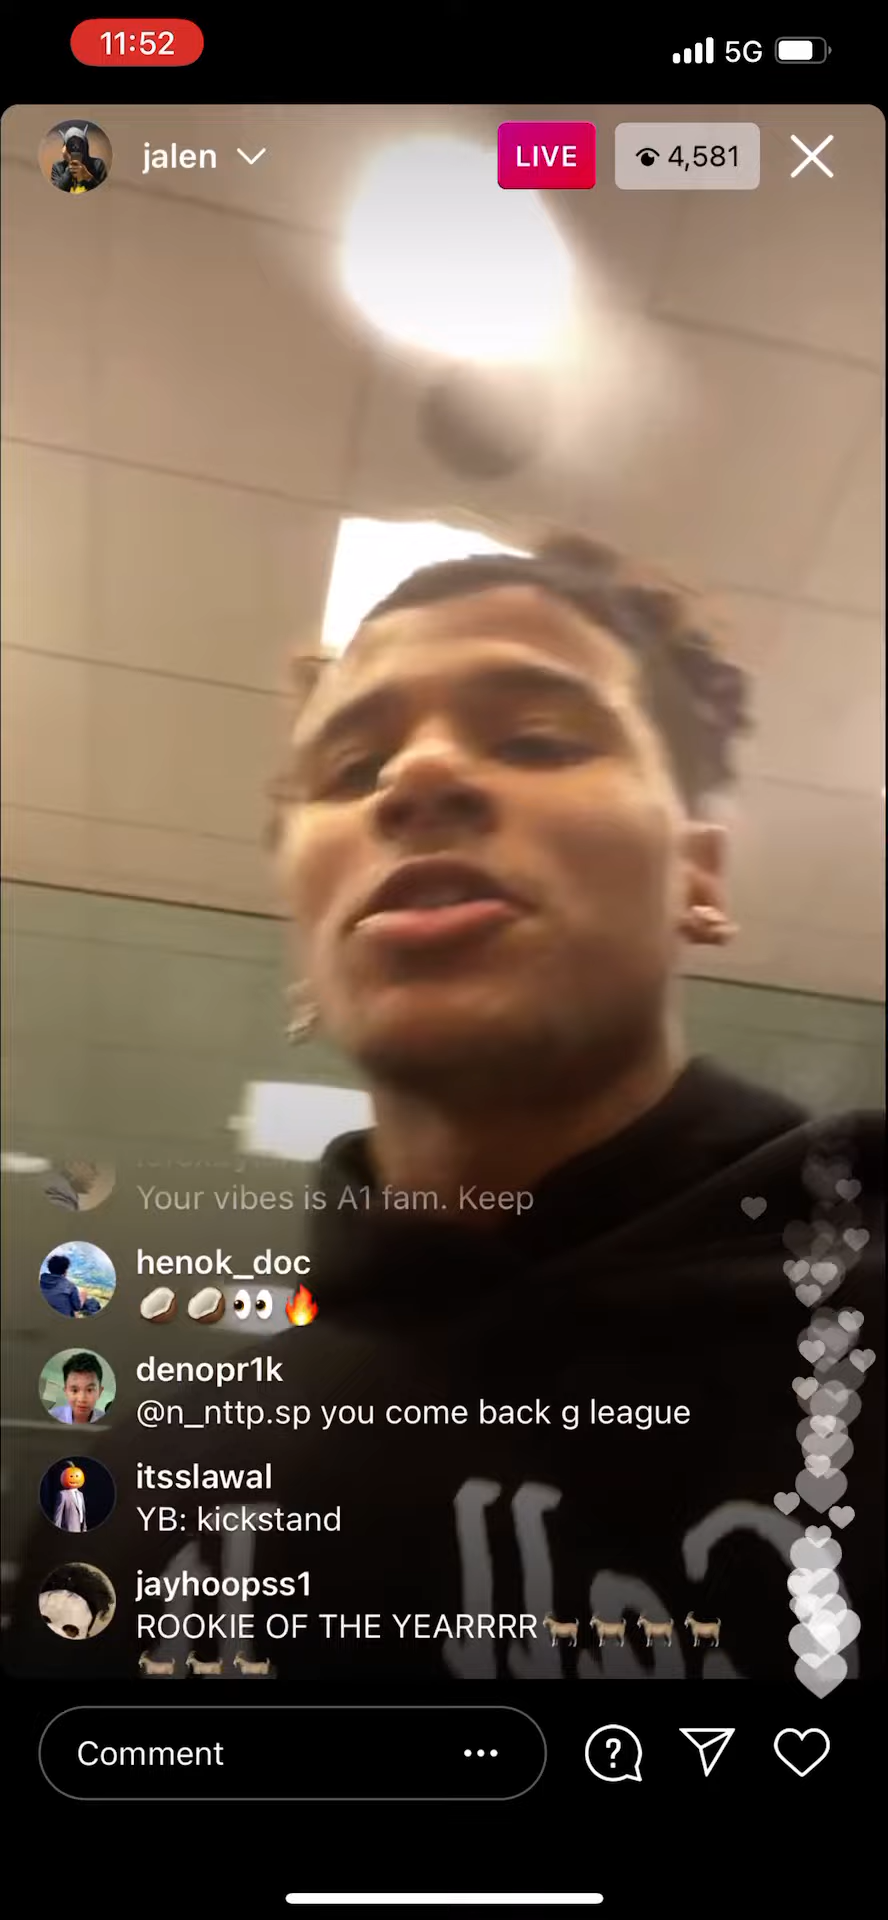 11:52
5G
jalen
LIVE
4,581
Your vibes is A1 fam. Keep
henok_doc
🥥🥥👀🔥
denopr1k
@n_nttp.sp you come back g league
itsslawal
YB: kickstand
jayhoopss1
ROOKIE OF THE YEARRRR🐐🐐🐐🐐
🐐🐐🐐
Comment